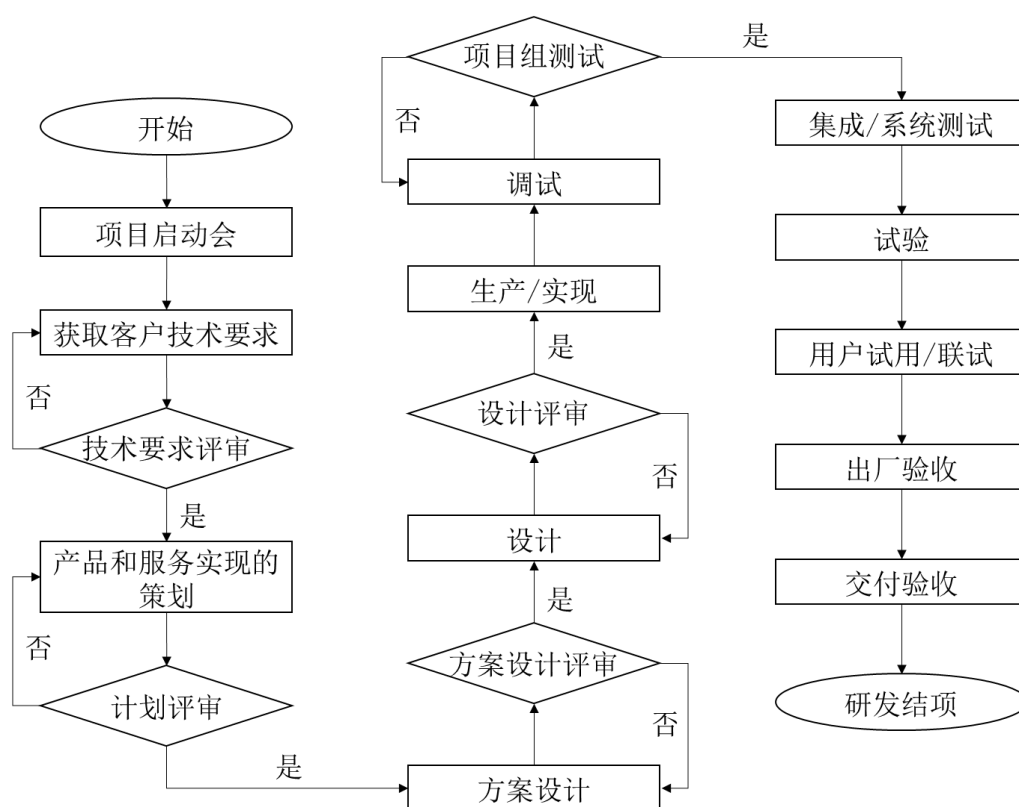 开始
项目启动会
获取客户技术要求
否
技术要求评审
是
产品和服务实现的
策划
否
计划评审
是
方案设计
否
方案设计评审
是
设计
否
设计评审
是
生产/实现
调试
否
项目组测试
是
集成/系统测试
试验
用户试用/联试
出厂验收
交付验收
研发结项